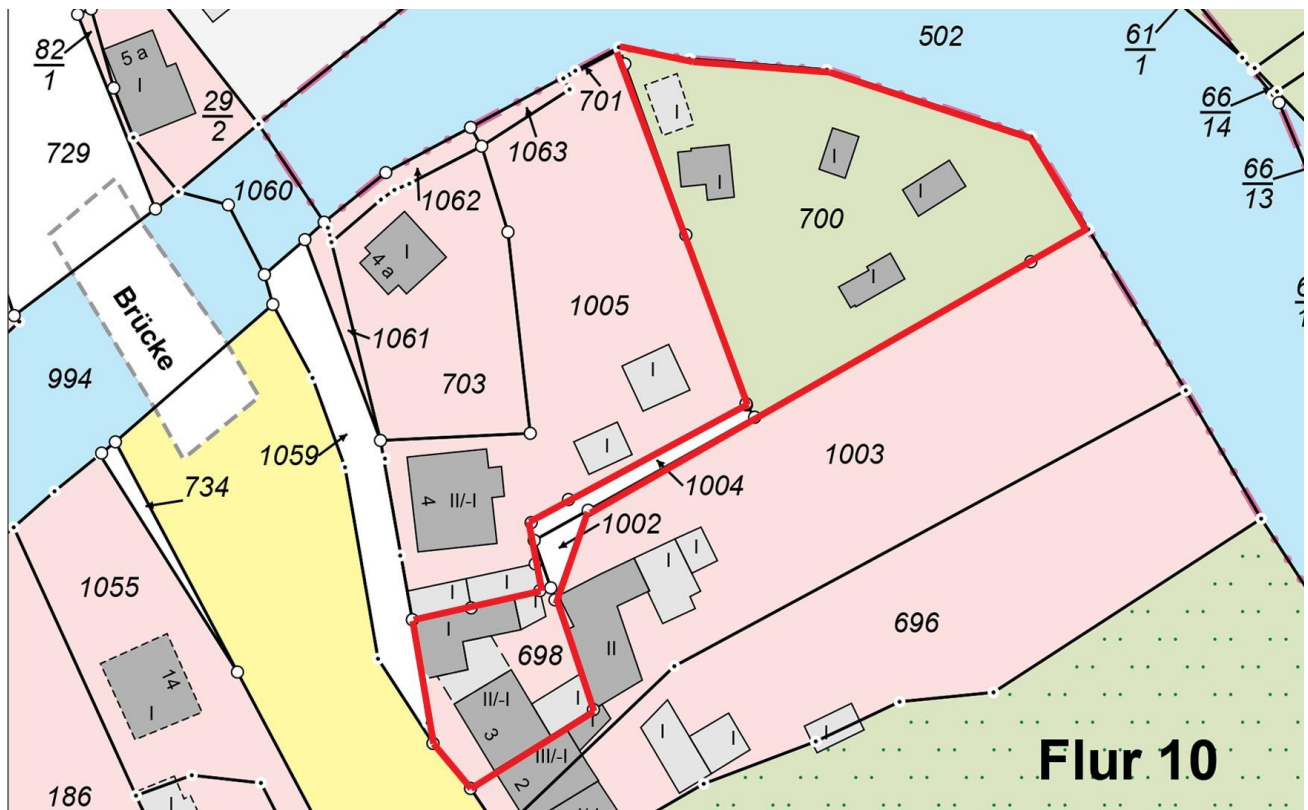 502
61
1
82
1
5 a
I
701
66
14
29
2
1063
I
729
I
66
13
1060
1062
I
I
700
4 a
I
I
Brücke
1005
1061
994
I
703
I
1003
1059
734
1004
4
II/-I
1002
I
I
I
I
I
1055
I
696
698
II
14
I
II/-I
I
3
I
I
I
III/-I
2
Flur 10
186
I